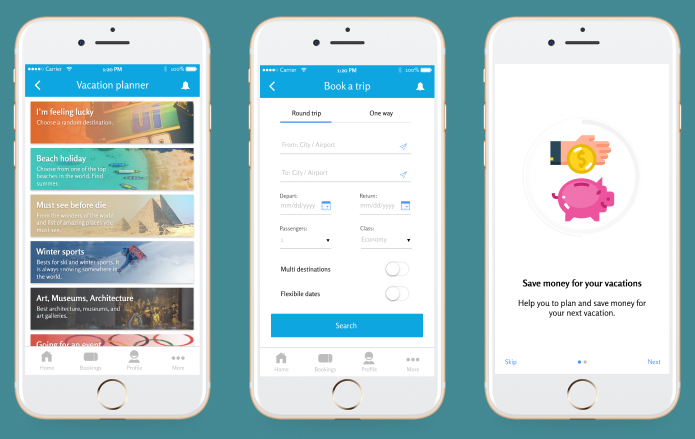 Carrier
1:20 PM
100%
Vacation planner
I'm feeling lucky
Choose a random destination.
Beach holiday
Choose from one of the top
beaches in the world. Find
summer.
Must see before die
From the wonders of the world
and list of amazing places you
must see.
Winter sports
Bests for ski and winter sports. It
is always snowing somewhere in
the world.
Art, Museums, Architecture
Best architecture, museums, and
art galleries.
Going for an event
Home
Bookings
Profile
More
Carrier
1:20 PM
100%
Book a trip
Round trip
One way
From: City / Airport
To: City / Airport
Depart:
Return:
mm/dd/yyyy
mm/dd/yyyy
Passengers:
Class:
1
Economy
Multi destinations
Flexibile dates
Search
Home
Bookings
Profile
More
$
Save money for your vacations
Help you to plan and save money for
your next vacation.
Skip
Next